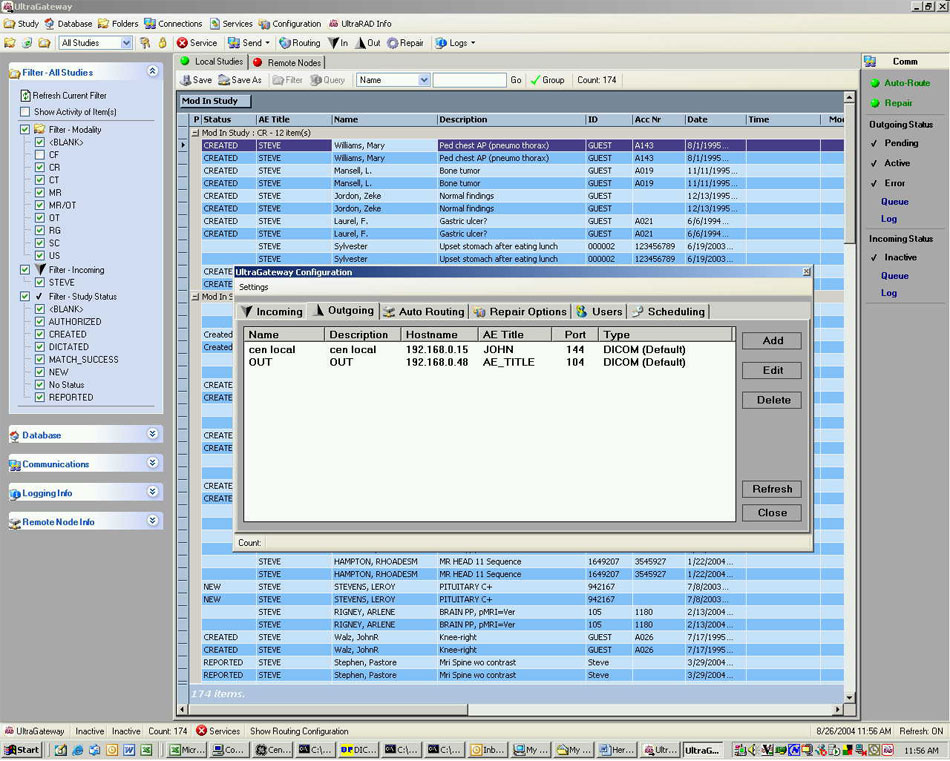 UltraGateway
Study Database Folders Connections Services Configuration UltraRAD Info
All Studies Service Send Routing In Out Repair Logs
Filter - All Studies
Refresh Current Filter
Show Activity of Item(s)
Filter - Modality
<BLANK>
CF
CR
CT
MR
MR/OT
OT
RG
SC
US
Filter - Incoming
STEVE
Filter - Study Status
<BLANK>
AUTHORIZED
CREATED
DICTATED
MATCH_SUCCESS
NEW
No Status
REPORTED
Database
Communications
Logging Info
Remote Node Info
Local Studies Remote Nodes
Save Save As Filter Query Name Go Group Count: 174
Mod In Study
P Status AE Title Name Description ID Acc Nr Date Time Mo
Mod In Study : CR - 12 item(s)
CREATED STEVE Williams, Mary Ped chest AP (pneumo thorax) GUEST A143 8/1/1995...
CREATED STEVE Williams, Mary Ped chest AP (pneumo thorax) GUEST A143 8/1/1995...
CREATED STEVE Mansell, L. Bone tumor GUEST A019 11/11/1995...
CREATED STEVE Mansell, L. Bone tumor GUEST A019 11/11/1995...
CREATED STEVE Jordon, Zeke Normal findings GUEST 12/13/1995...
CREATED STEVE Jordon, Zeke Normal findings GUEST 12/13/1995...
CREATED STEVE Laurel, F. Gastric ulcer? GUEST A021 6/6/1994...
CREATED STEVE Laurel, F. Gastric ulcer? GUEST A021 6/6/1994...
STEVE Sylvester Upset stomach after eating lunch 000002 123456789 6/19/2003...
STEVE Sylvester Upset stomach after eating lunch 000002 123456789 6/19/2003...
CREATE
CREATE
Mod In S
Created
Created
CREATE
CREATE
CREATE
CREATE
CREATE
CREATE
UltraGateway Configuration
Settings
Incoming Outgoing Auto Routing Repair Options Users Scheduling
Name Description Hostname AE Title Port Type
cen local cen local 192.168.0.15 JOHN 144 DICOM (Default)
OUT OUT 192.168.0.48 AE_TITLE 104 DICOM (Default)
Add
Edit
Delete
Refresh
Close
Count:
STEVE HAMPTON, RHOADESM MR HEAD 11 Sequence 1649207 3545927 1/22/2004...
STEVE HAMPTON, RHOADESM MR HEAD 11 Sequence 1649207 3545927 1/22/2004...
NEW STEVE STEVENS, LEROY PITUITARY C+ 942167 7/8/2003...
NEW STEVE STEVENS, LEROY PITUITARY C+ 942167 7/8/2003...
STEVE RIGNEY, ARLENE BRAIN PP, pMRI=Ver 105 1180 2/13/2004...
STEVE RIGNEY, ARLENE BRAIN PP, pMRI=Ver 105 1180 2/13/2004...
CREATED STEVE Walz, JohnR Knee-right GUEST A026 7/17/1995...
CREATED STEVE Walz, JohnR Knee-right GUEST A026 7/17/1995...
REPORTED STEVE Stephen, Pastore Mri Spine wo contrast Steve 3/29/2004...
REPORTED STEVE Stephen, Pastore Mri Spine wo contrast Steve 3/29/2004...
174 items.
Comm
Auto-Route
Repair
Outgoing Status
Pending
Active
Error
Queue
Log
Incoming Status
Inactive
Queue
Log
UltraGateway Inactive Inactive Count: 174 Services Show Routing Configuration 8/26/2004 11:56 AM Refresh: ON
Start Micr... Co... Cen... C:\... DIC... C:\... C:\... Inb... My ... My ... Her... Ultr... UltraG... 11:56 AM